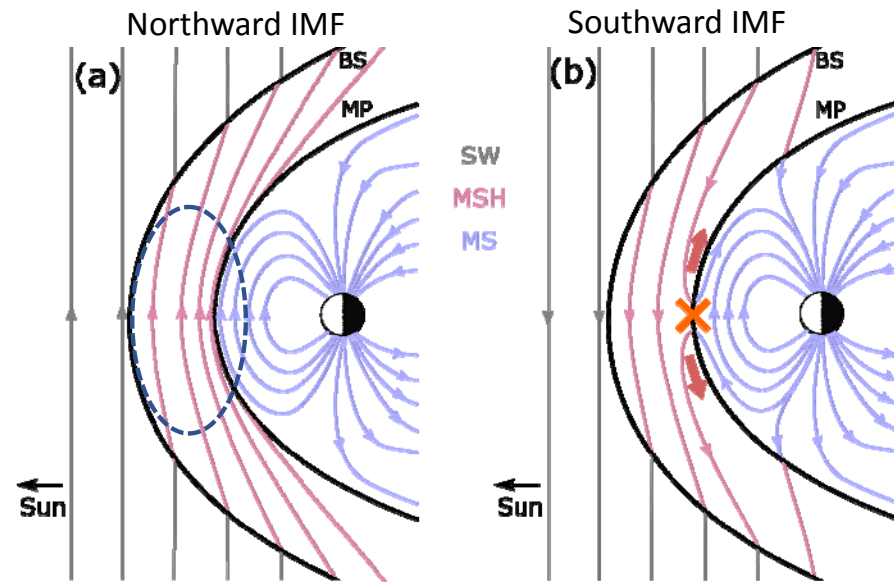 Northward IMF
Southward IMF
(a)
BS
MP
SW
MSH
MS
Sun
(b)
BS
MP
Sun